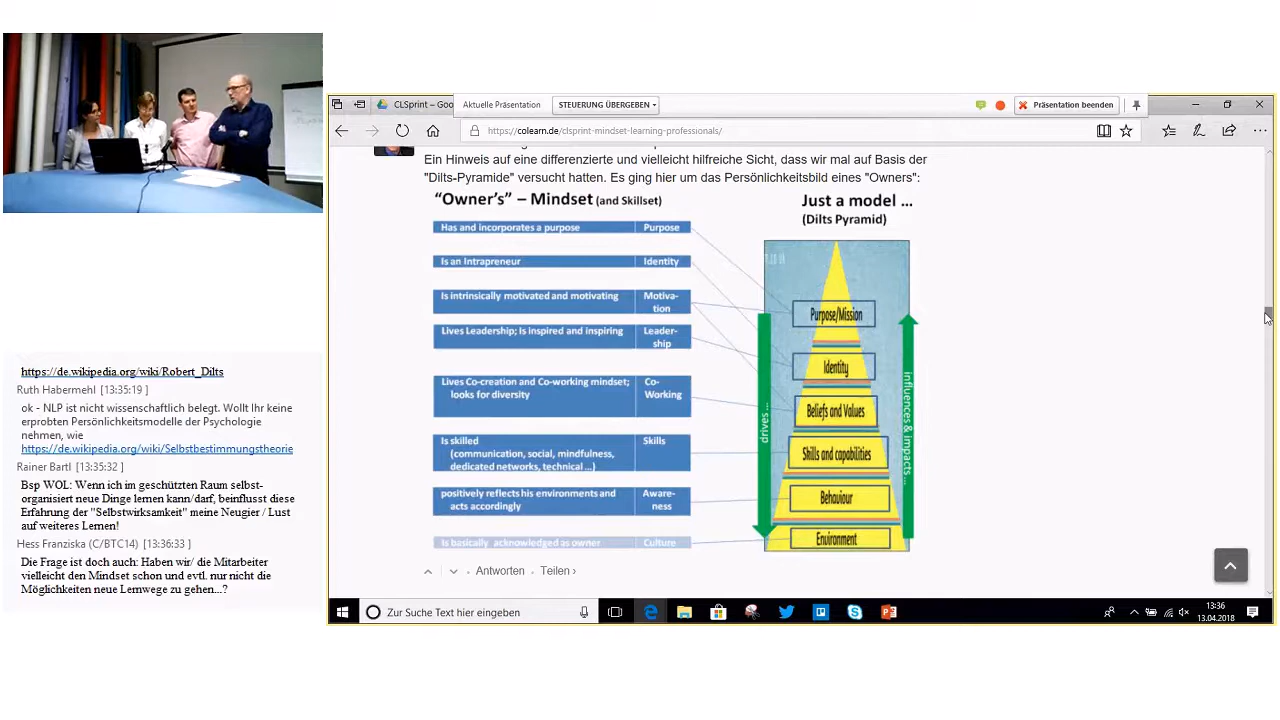 CLSprint – Goo
Aktuelle Präsentation
STEUERUNG ÜBERGEBEN
Präsentation beenden
https://colearn.de/clsprint-mindset-learning-professionals/
Ein Hinweis auf eine differenzierte und vielleicht hilfreiche Sicht, dass wir mal auf Basis der
"Dilts-Pyramide" versucht hatten. Es ging hier um das Persönlichkeitsbild eines "Owners":
“Owner’s” – Mindset (and Skillset)
Has and incorporates a purpose
Purpose
Is an Intrapreneur
Identity
Is intrinsically motivated and motivating
Motiva-
tion
Lives Leadership; Is inspired and inspiring
Leader-
ship
Lives Co-creation and Co-working mindset;
looks for diversity
Co-
Working
Is skilled
(communication, social, mindfulness,
dedicated networks, technical ...)
Skills
positively reflects his environments and
acts accordingly
Aware-
ness
Is basically acknowledged as owner
Culture
Just a model ...
(Dilts Pyramid)
Purpose/Mission
Identity
Beliefs and Values
Skills and capabilities
Behaviour
Environment
drives ...
influences & impacts...
Antworten
Teilen ›
https://de.wikipedia.org/wiki/Robert_Dilts
Ruth Habermehl [13:35:19 ]
ok - NLP ist nicht wissenschaftlich belegt. Wollt Ihr keine
erprobten Persönlichkeitsmodelle der Psychologie
nehmen, wie
https://de.wikipedia.org/wiki/Selbstbestimmungstheorie
Rainer Bartl [13:35:32 ]
Bsp WOL: Wenn ich im geschützten Raum selbst-
organisiert neue Dinge lernen kann/darf, beinflusst diese
Erfahrung der "Selbstwirksamkeit" meine Neugier / Lust
auf weiteres Lernen!
Hess Franziska (C/BTC14) [13:36:33 ]
Die Frage ist doch auch: Haben wir/ die Mitarbeiter
vielleicht den Mindset schon und evtl. nur nicht die
Möglichkeiten neue Lernwege zu gehen...?
Zur Suche Text hier eingeben
13:36
13.04.2018